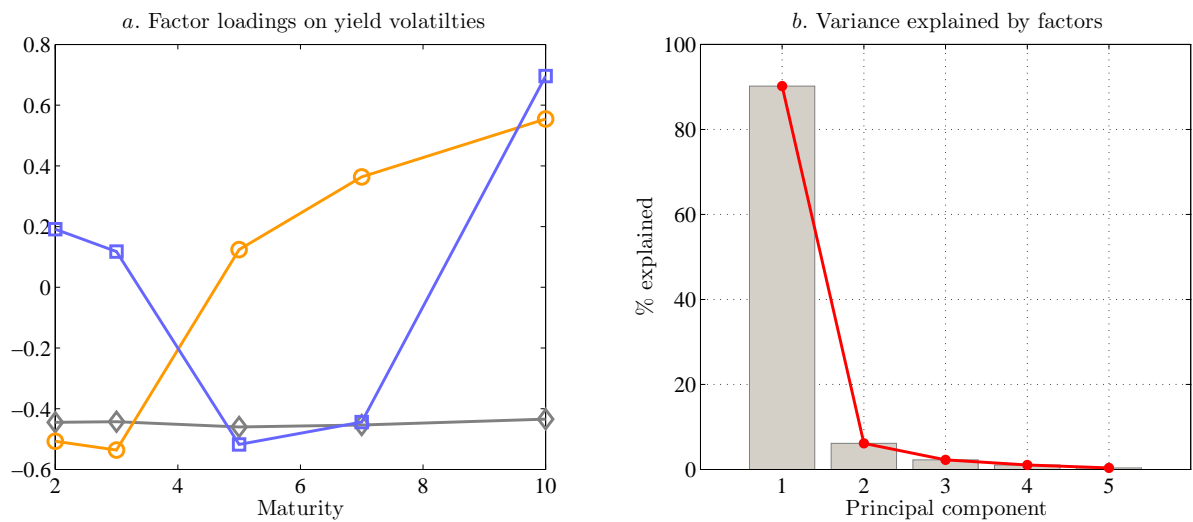 a. Factor loadings on yield volatilties
0.8
0.6
0.4
0.2
0
–0.2
–0.4
–0.6
2 4 6 8 10
Maturity
b. Variance explained by factors
% explained
100
80
60
40
20
0
1 2 3 4 5
Principal component